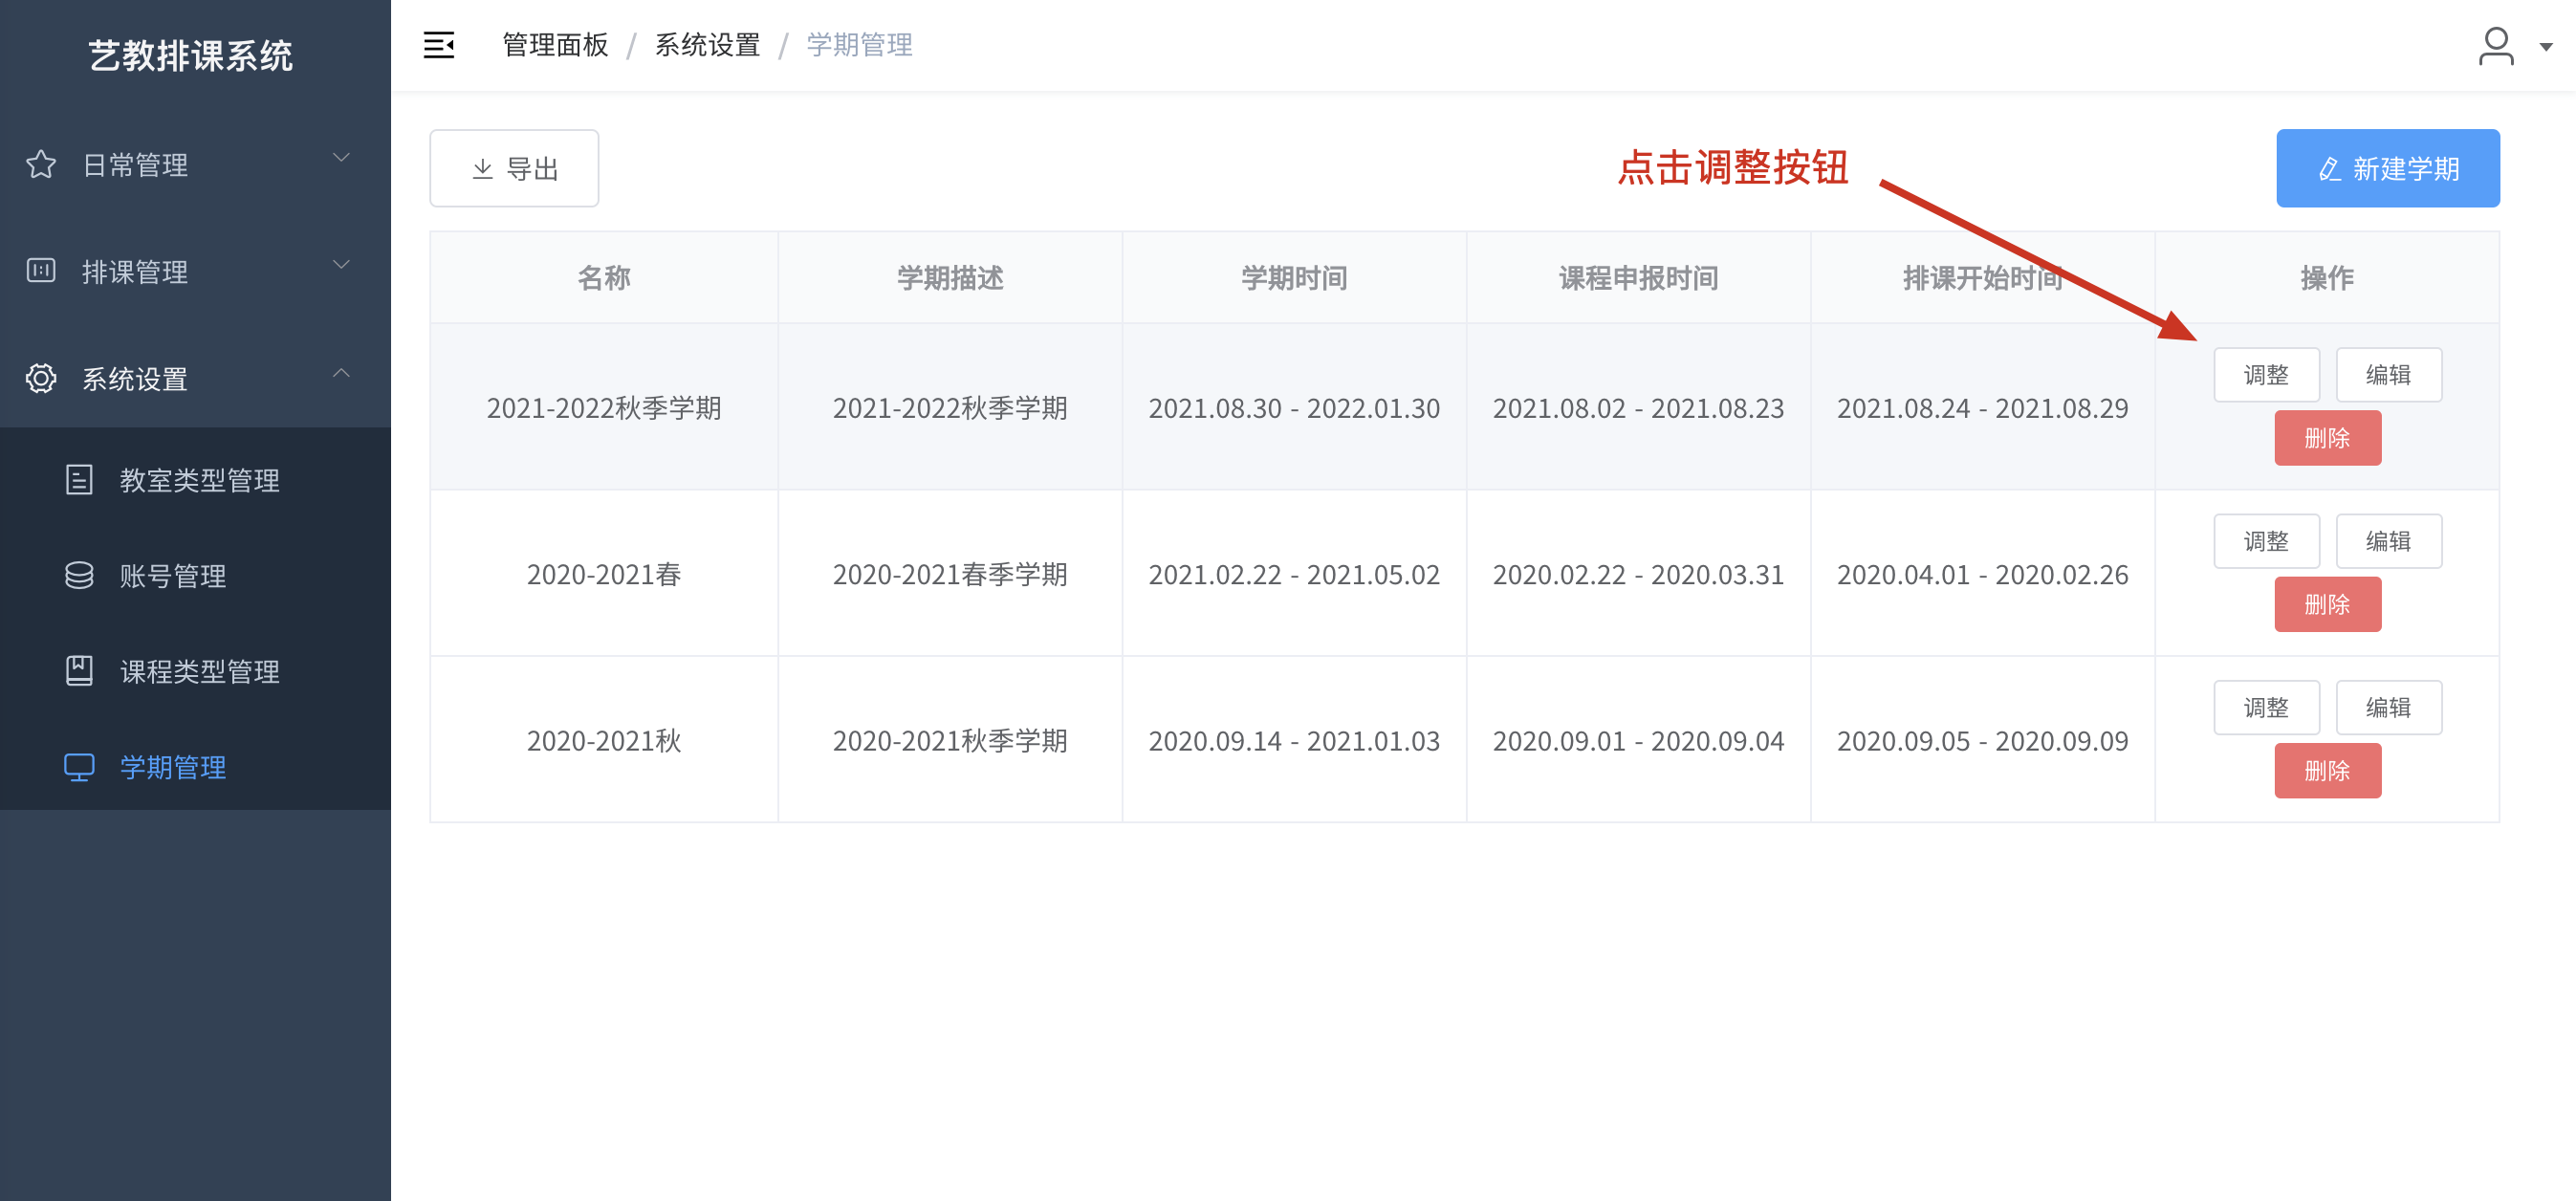 艺教排课系统
管理面板 / 系统设置 / 学期管理
日常管理
排课管理
系统设置
教室类型管理
账号管理
课程类型管理
学期管理
导出
点击调整按钮
新建学期
名称 学期描述 学期时间 课程申报时间 排课开始时间 操作
2021-2022秋季学期 2021-2022秋季学期 2021.08.30 - 2022.01.30 2021.08.02 - 2021.08.23 2021.08.24 - 2021.08.29 调整 编辑
删除
2020-2021春 2020-2021春季学期 2021.02.22 - 2021.05.02 2020.02.22 - 2020.03.31 2020.04.01 - 2020.02.26 调整 编辑
删除
2020-2021秋 2020-2021秋季学期 2020.09.14 - 2021.01.03 2020.09.01 - 2020.09.04 2020.09.05 - 2020.09.09 调整 编辑
删除